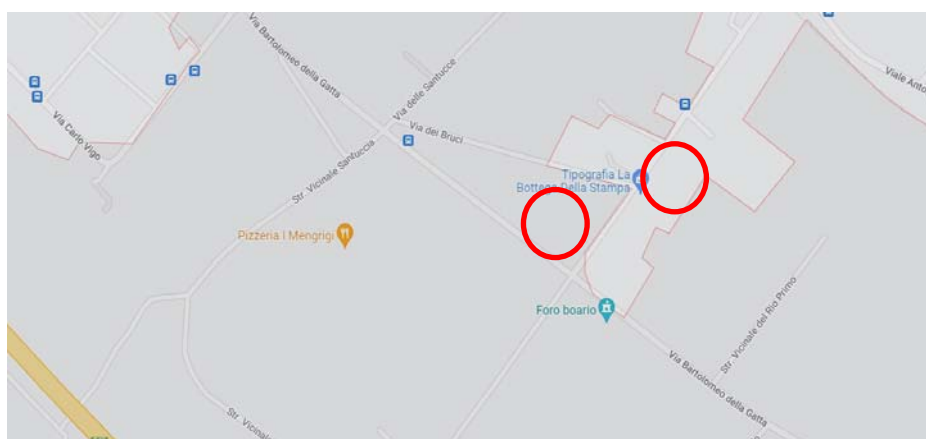 Via Bartolomeo della Gatta
Via delle Santucce
Viale Anto
Via Carlo Vigo
Via dei Bruci
Str. Vicinale Santuccia
Tipografia La
Bottega Della Stampa
Pizzeria I Mengrigi
Foro boario
Str. Vicinale del Rio Primo
Via Bartolomeo della Gatta
Str. Vicinale